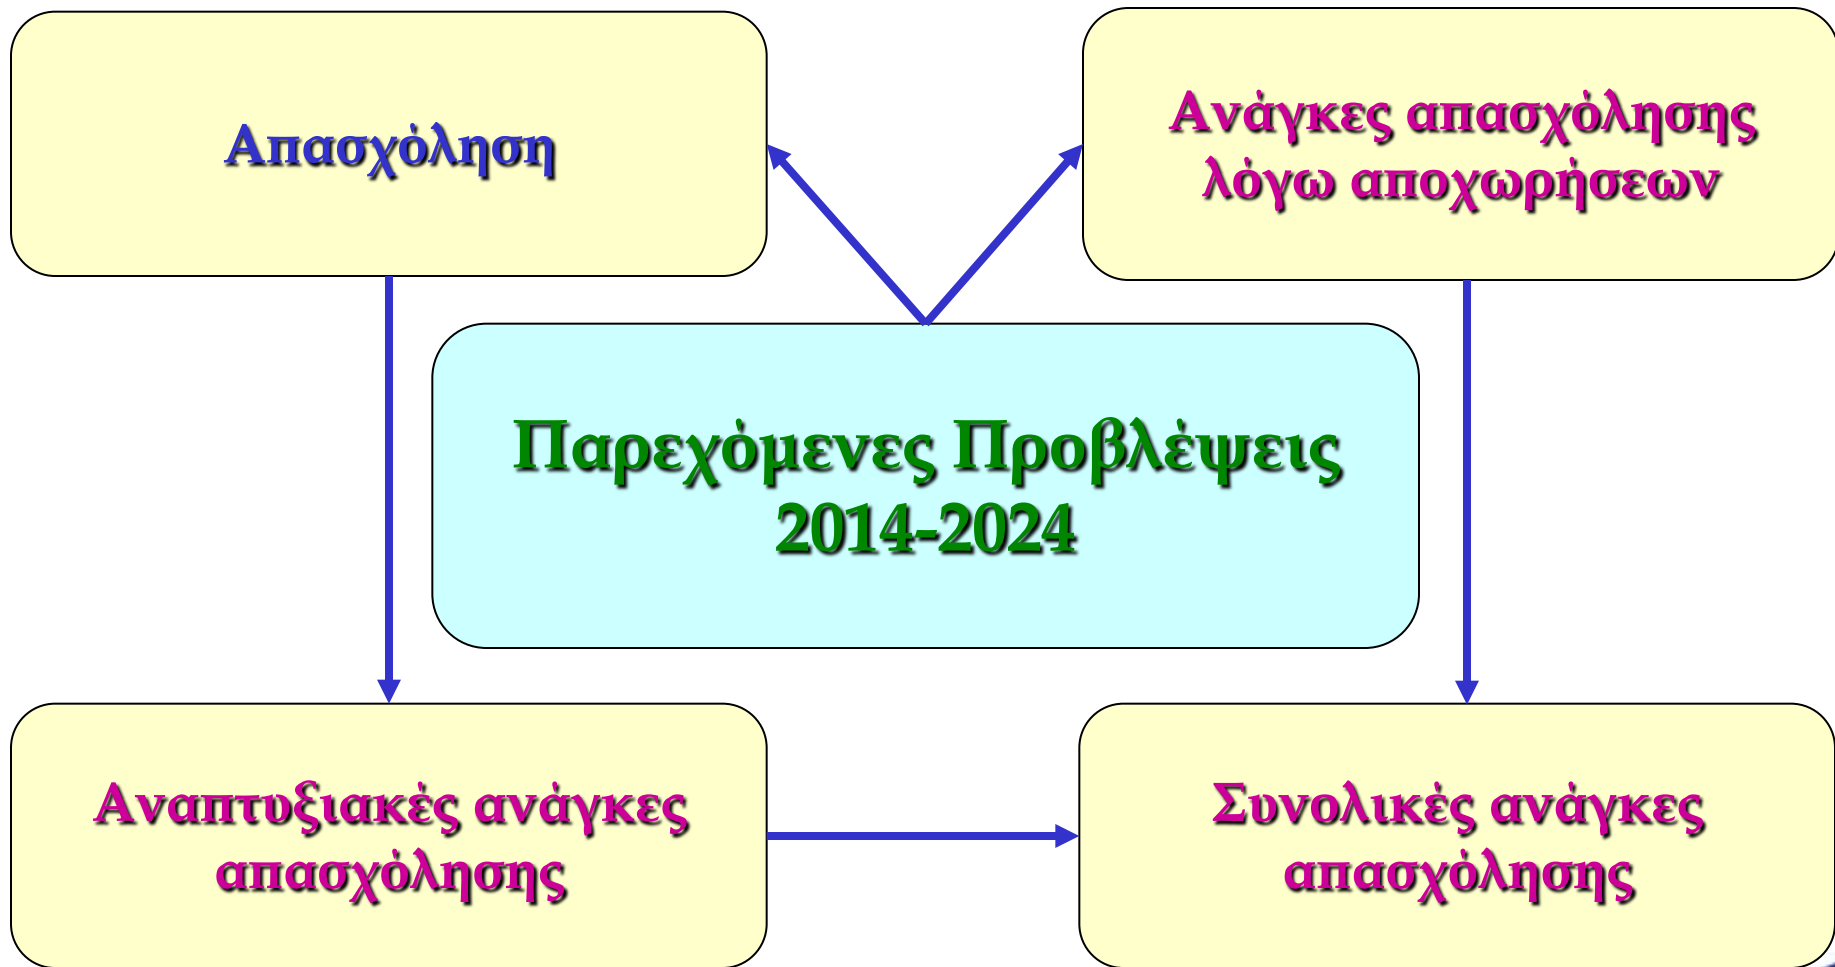 Απασχόληση
Ανάγκες απασχόλησης
λόγω αποχωρήσεων
Παρεχόμενες Προβλέψεις
2014-2024
Αναπτυξιακές ανάγκες
απασχόλησης
Συνολικές ανάγκες
απασχόλησης